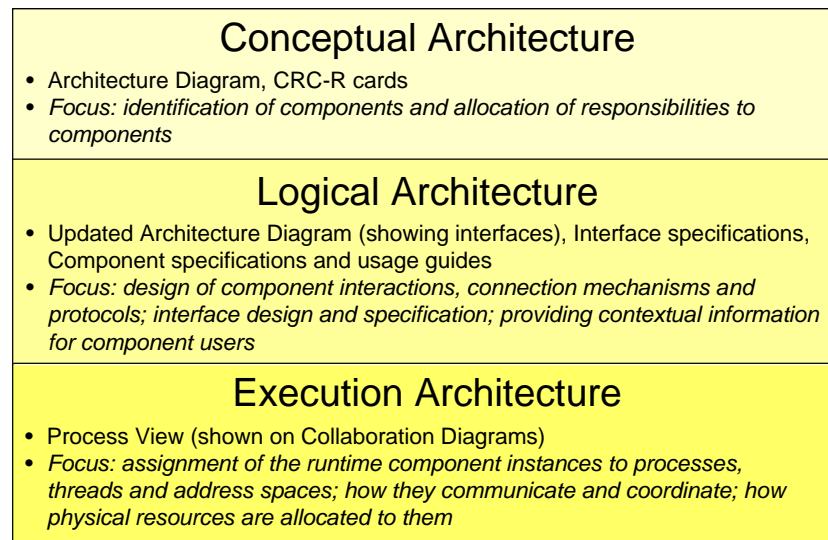 Conceptual Architecture
• Architecture Diagram, CRC-R cards
• Focus: identification of components and allocation of responsibilities to
components
Logical Architecture
• Updated Architecture Diagram (showing interfaces), Interface specifications,
Component specifications and usage guides
• Focus: design of component interactions, connection mechanisms and
protocols; interface design and specification; providing contextual information
for component users
Execution Architecture
• Process View (shown on Collaboration Diagrams)
• Focus: assignment of the runtime component instances to processes,
threads and address spaces; how they communicate and coordinate; how
physical resources are allocated to them